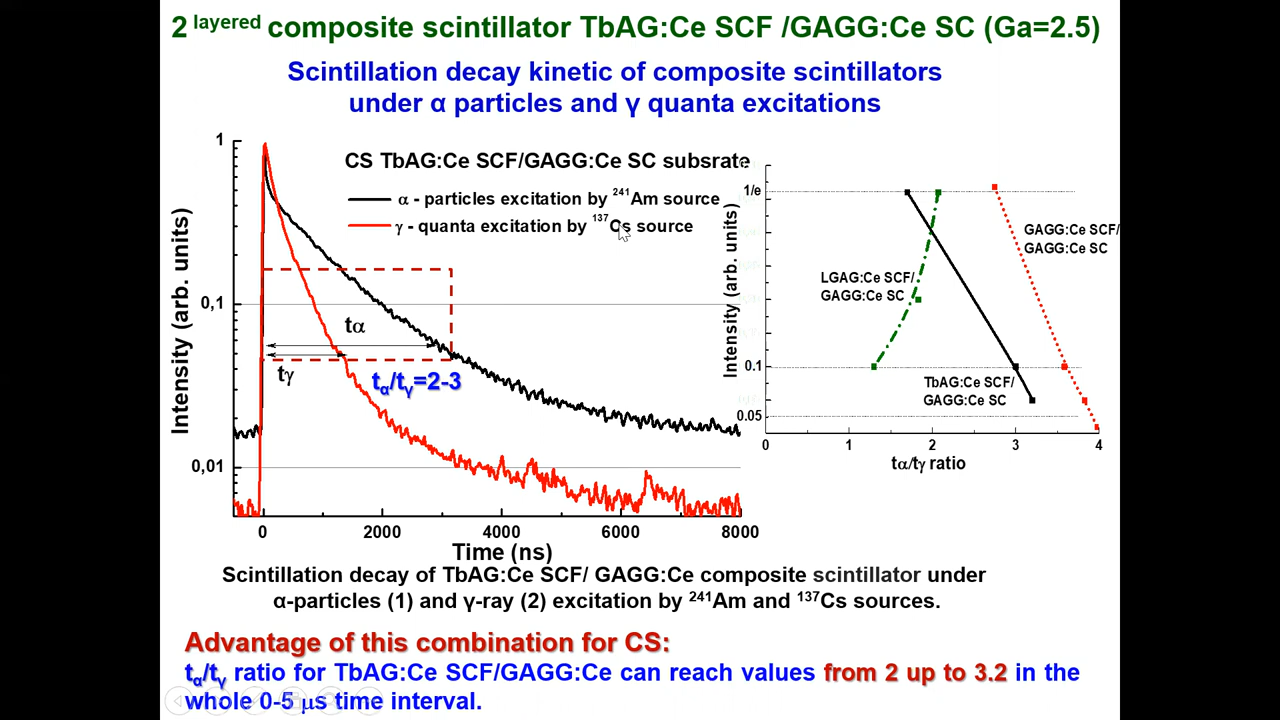 2 layered composite scintillator TbAG:Ce SCF /GAGG:Ce SC (Ga=2.5)
Scintillation decay kinetic of composite scintillators
under α particles and γ quanta excitations
CS TbAG:Ce SCF/GAGG:Ce SC subsrate
α - particles excitation by 241Am source
γ - quanta excitation by 137Cs source
Intensity (arb. units)
1
0,1
0,01
tα
tγ
tα/tγ=2-3
0
2000
4000
6000
8000
Time (ns)
Intensity (arb. units)
1/e
0.1
0.05
GAGG:Ce SCF/
GAGG:Ce SC
LGAG:Ce SCF/
GAGG:Ce SC
TbAG:Ce SCF/
GAGG:Ce SC
0
1
2
3
4
tα/tγ ratio
Scintillation decay of TbAG:Ce SCF/ GAGG:Ce composite scintillator under
α-particles (1) and γ-ray (2) excitation by 241Am and 137Cs sources.
Advantage of this combination for CS:
tα/tγ ratio for TbAG:Ce SCF/GAGG:Ce can reach values from 2 up to 3.2 in the
whole 0-5 μs time interval.